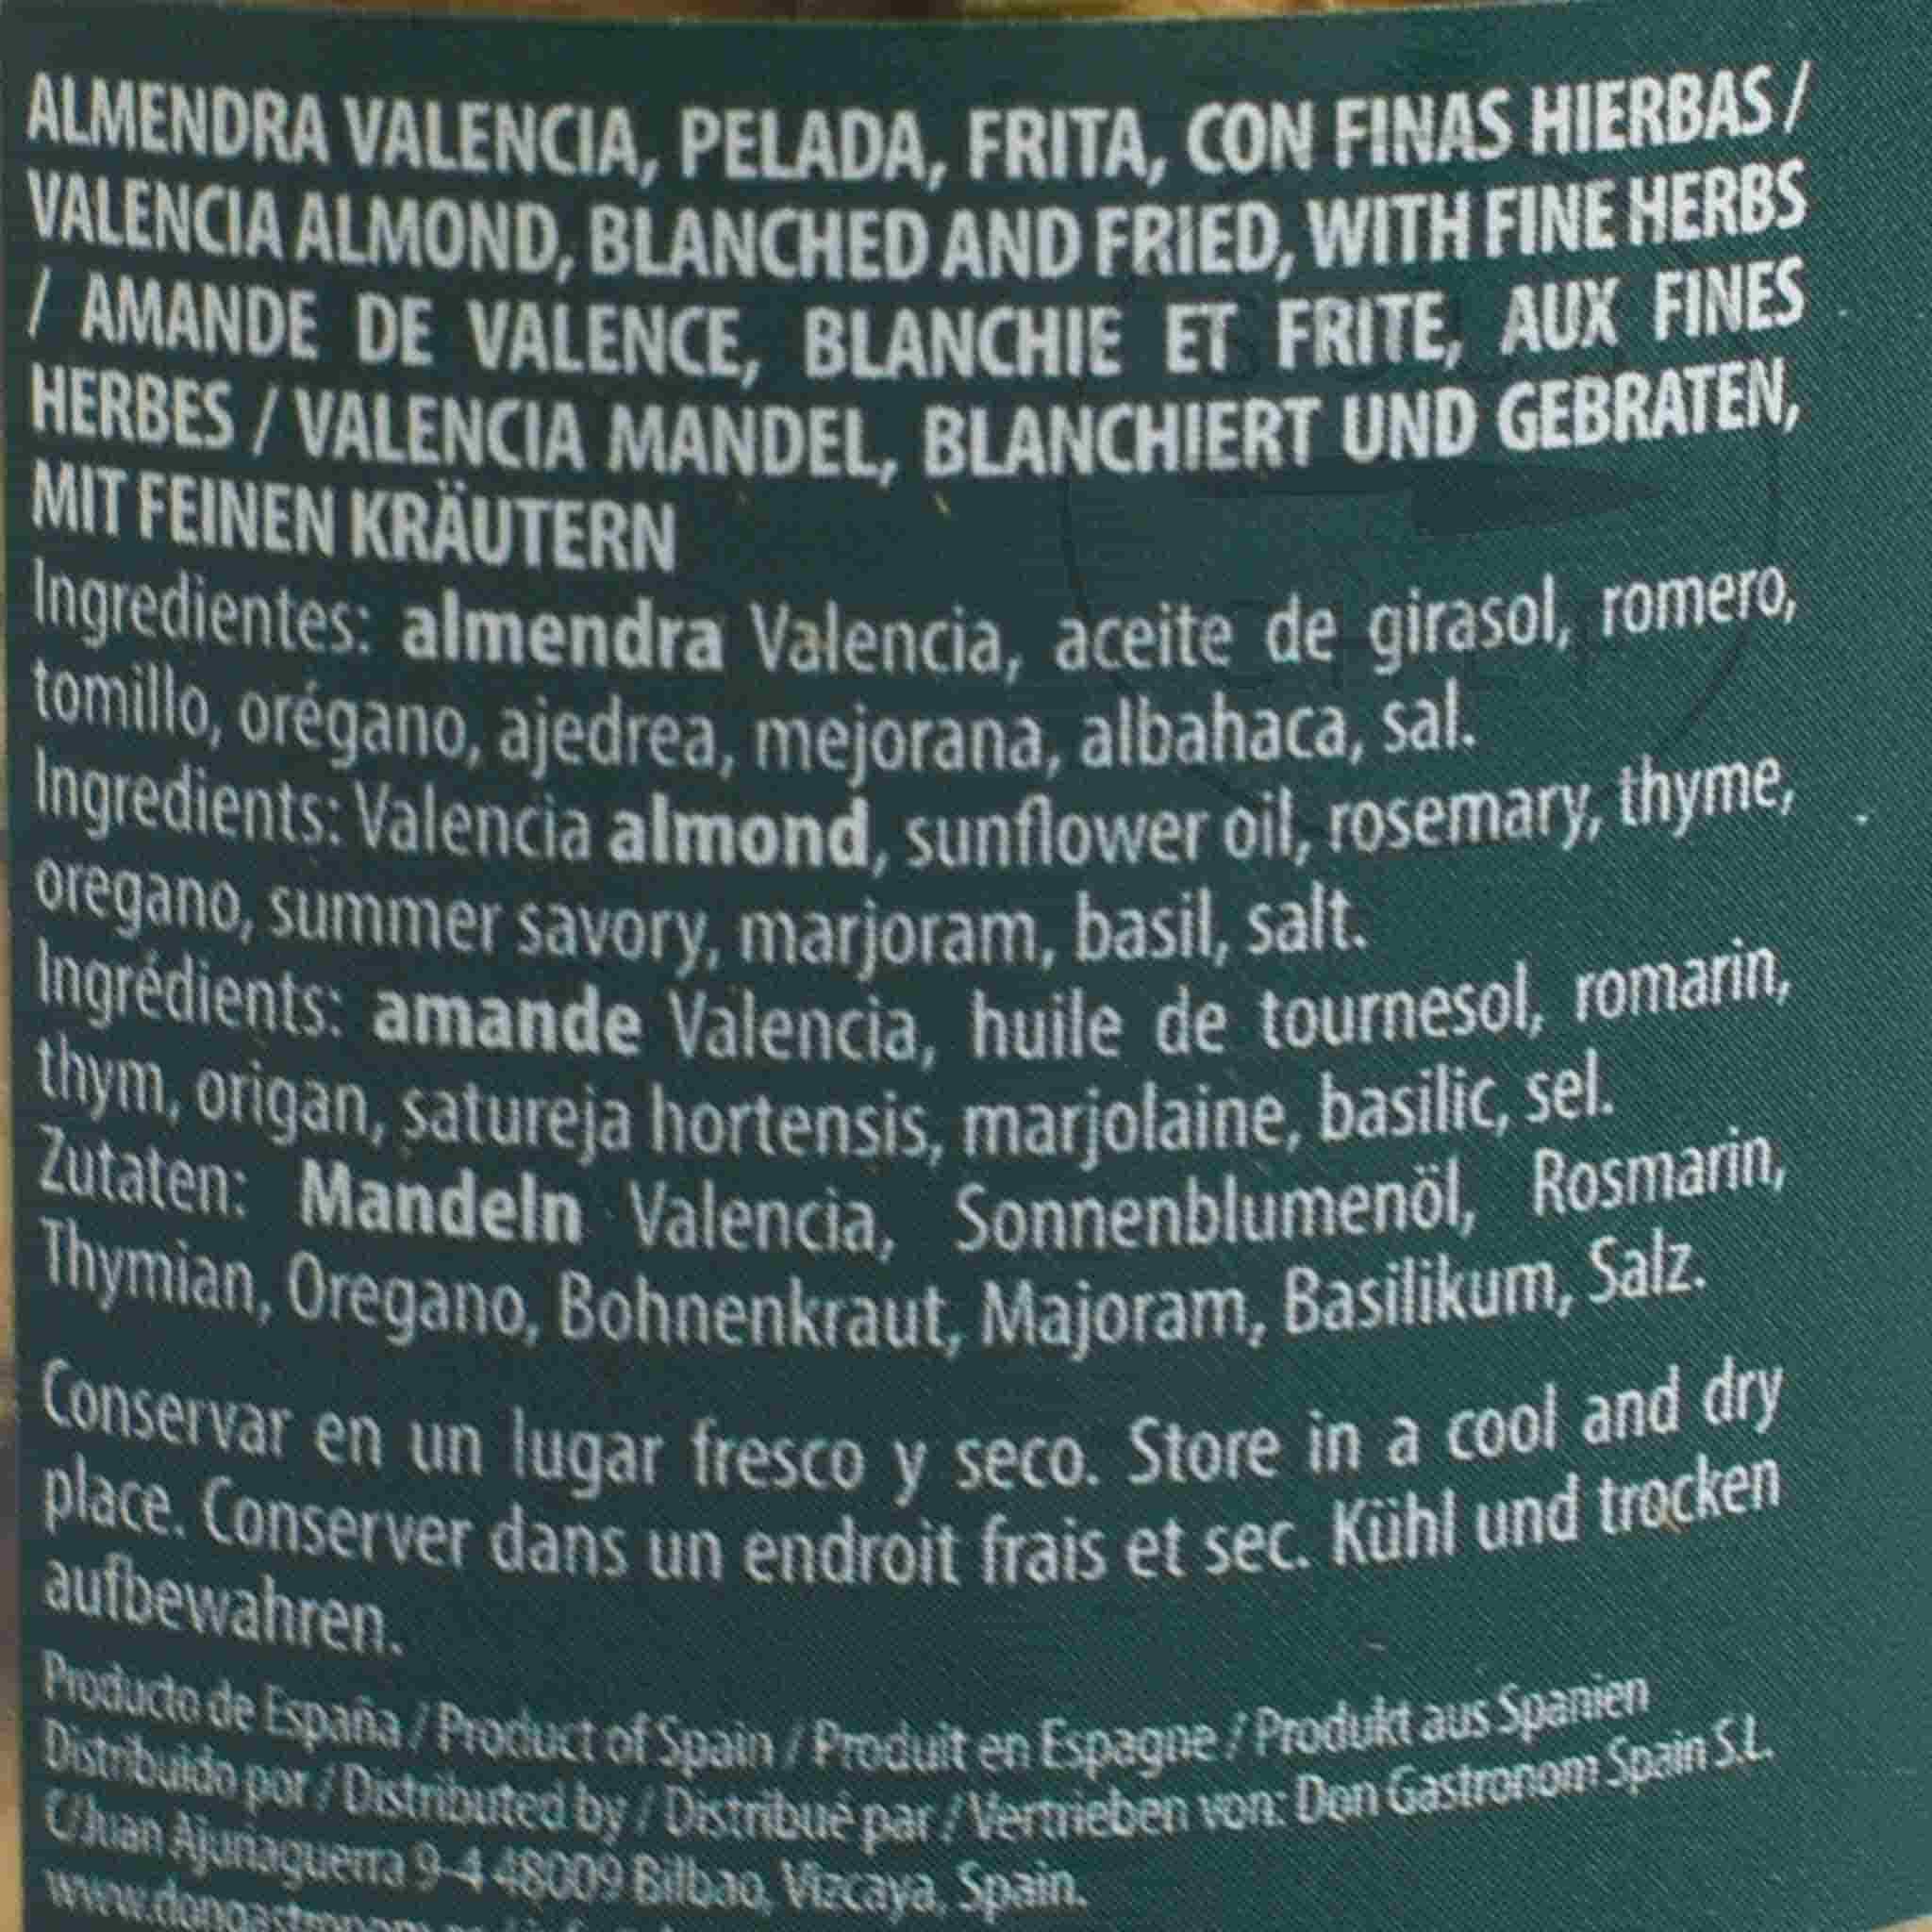 ALMENDRA VALENCIA, PELADA, FRITA, CON FINAS HIERBAS /
VALENCIA ALMOND, BLANCHED AND FRIED, WITH FINE HERBS
/ AMANDE DE VALENCE, BLANCHIE ET FRITE, AUX FINES
HERBES / VALENCIA MANDEL, BLANCHIERT UND GEBRATEN,
MIT FEINEN KRÄUTERN
Ingredientes: almendra Valencia, aceite de girasol, romero,
tomillo, orégano, ajedrea, mejorana, albahaca, sal.
Ingredients: Valencia almond, sunflower oil, rosemary, thyme,
oregano, summer savory, marjoram, basil, salt.
Ingrédients: amande Valencia, huile de tournesol, romarin,
thym, origan, satureja hortensis, marjolaine, basilic, sel.
Zutaten: Mandeln Valencia, Sonnenblumenöl, Rosmarin,
Thymian, Oregano, Bohnenkraut, Majoram, Basilikum, Salz.
Conservar en un lugar fresco y seco. Store in a cool and dry
place. Conserver dans un endroit frais et sec. Kühl und trocken
aufbewahren.
Producto de España / Product of Spain / Produit en Espagne / Produkt aus Spanien
Distribuido por / Distributed by / Distribué par / Vertrieben von: Don Gastronom Spain S.L.
C/Juan Ajuriaguerra 9-4 48009 Bilbao, Vizcaya, Spain.